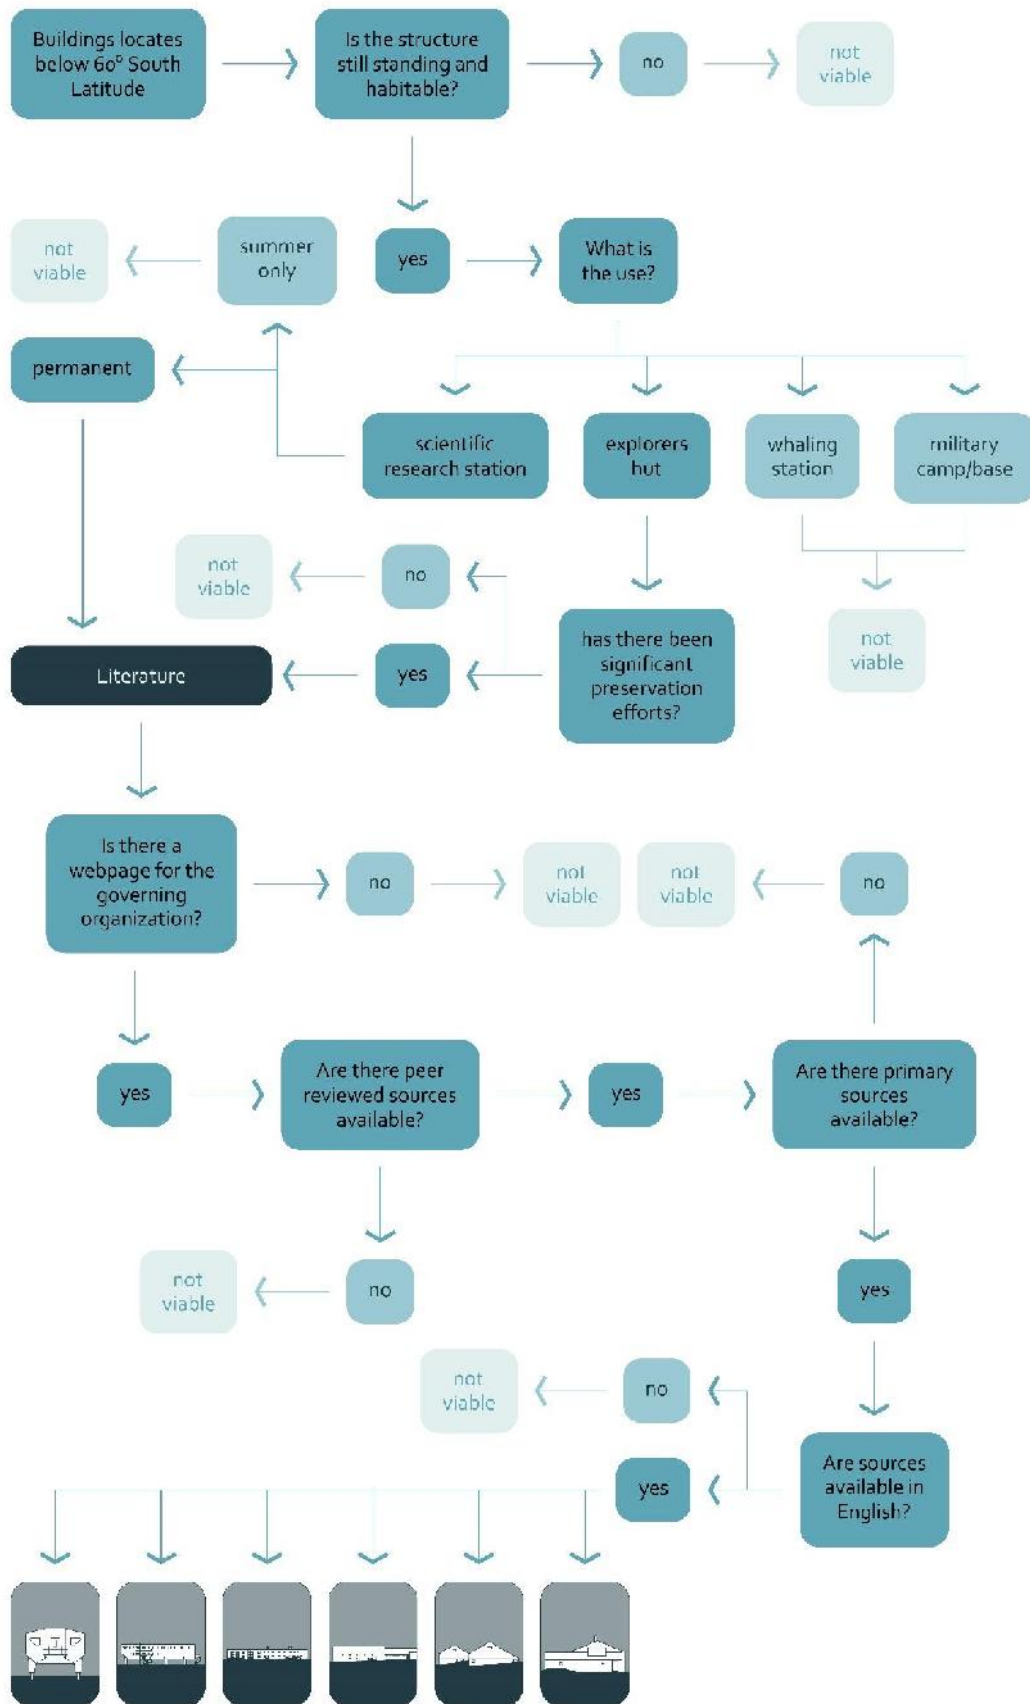 Buildings locates
below 60º South
Latitude
Is the structure
still standing and
habitable?
no
not
viable
not
viable
summer
only
yes
What is
the use?
permanent
scientific
research station
explorers
hut
whaling
station
military
camp/base
not
viable
no
has there been
significant
preservation
efforts?
not
viable
Literature
yes
Is there a
webpage for the
governing
organization?
no
not
viable
not
viable
no
yes
Are there peer
reviewed sources
available?
yes
Are there primary
sources
available?
not
viable
no
yes
not
viable
no
yes
Are sources
available in
English?